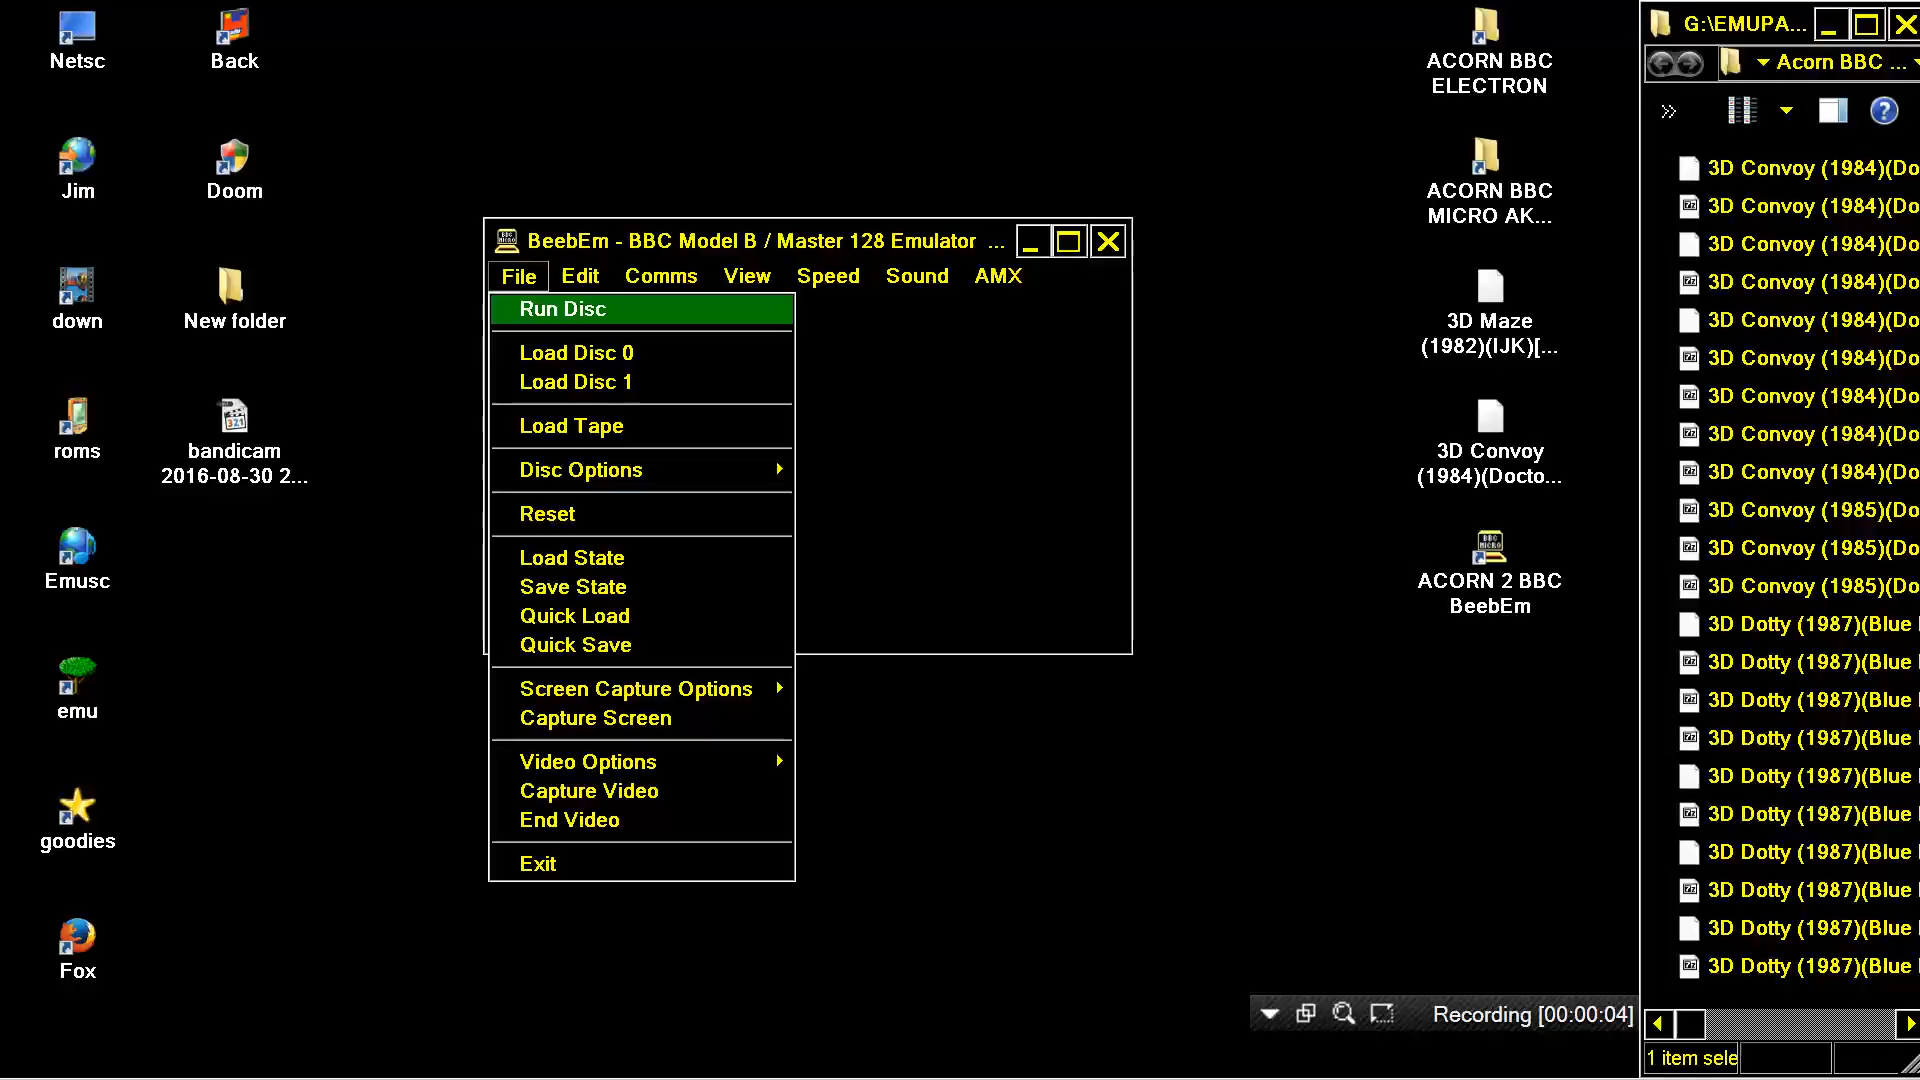 Netsc
Back
Jim
Doom
down
New folder
roms
bandicam
2016-08-30 2...
Emusc
emu
goodies
Fox
BeebEm - BBC Model B / Master 128 Emulator ...
File Edit Comms View Speed Sound AMX
Run Disc
Load Disc 0
Load Disc 1
Load Tape
Disc Options
Reset
Load State
Save State
Quick Load
Quick Save
Screen Capture Options
Capture Screen
Video Options
Capture Video
End Video
Exit
ACORN BBC
ELECTRON
ACORN BBC
MICRO AK...
3D Maze
(1982)(IJK)[...
3D Convoy
(1984)(Docto...
ACORN 2 BBC
BeebEm
Recording [00:00:04]
G:\EMUPA...
Acorn BBC ...
3D Convoy (1984)(Do
3D Convoy (1984)(Do
3D Convoy (1984)(Do
3D Convoy (1984)(Do
3D Convoy (1984)(Do
3D Convoy (1984)(Do
3D Convoy (1984)(Do
3D Convoy (1984)(Do
3D Convoy (1984)(Do
3D Convoy (1985)(Do
3D Convoy (1985)(Do
3D Convoy (1985)(Do
3D Dotty (1987)(Blue
3D Dotty (1987)(Blue
3D Dotty (1987)(Blue
3D Dotty (1987)(Blue
3D Dotty (1987)(Blue
3D Dotty (1987)(Blue
3D Dotty (1987)(Blue
3D Dotty (1987)(Blue
3D Dotty (1987)(Blue
3D Dotty (1987)(Blue
1 item sele